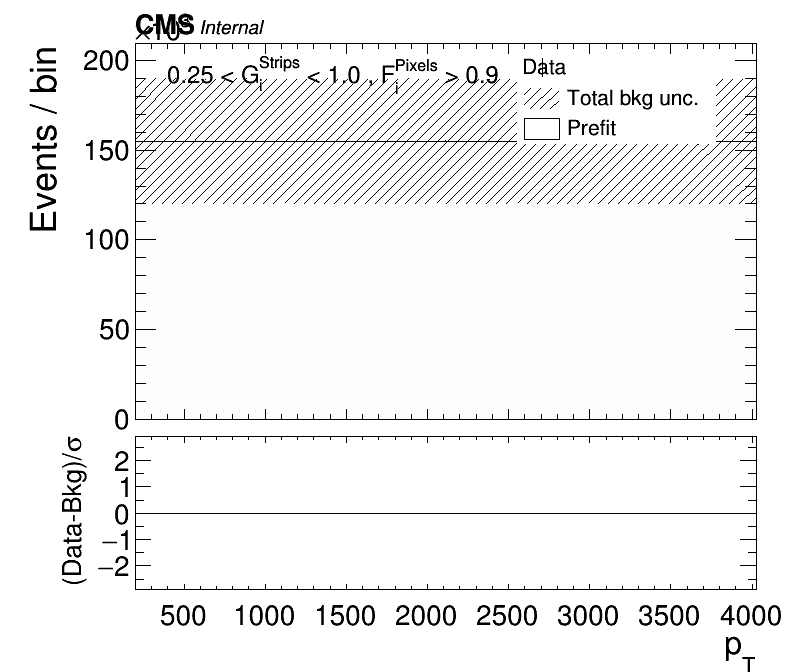 CMS Internal
×10
Events / bin
0.25 < G_i^Strips < 1.0 , F_i^Pixels > 0.9
Data
Total bkg unc.
Prefit
200
150
100
50
0
(Data-Bkg)/σ
2
1
0
−1
−2
500 1000 1500 2000 2500 3000 3500 4000
p_T